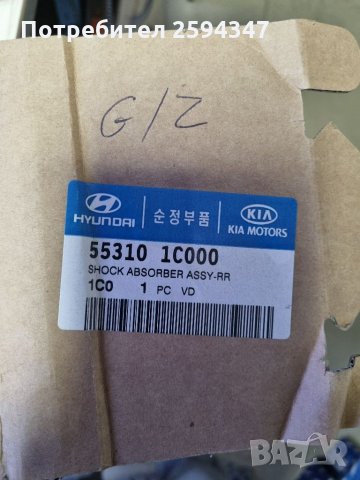 Потребител 2594347
G/Z
HYUNDAI
순정부품
KIA
KIA MOTORS
55310 1C000
SHOCK ABSORBER ASSY-RR
1C0 1 PC VD
BAZAR